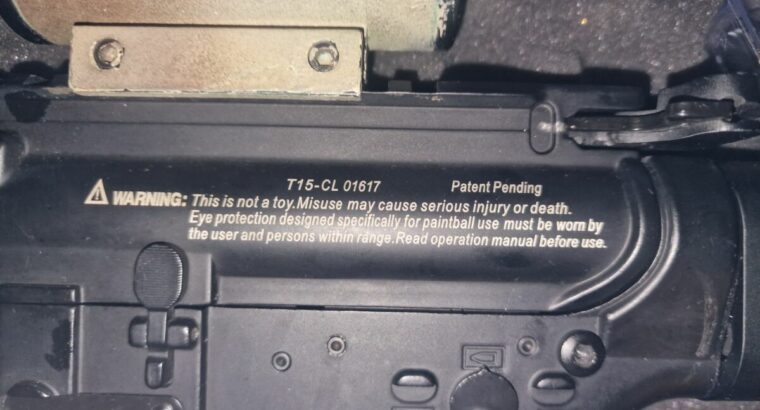 T15-CL 01617 Patent Pending
WARNING: This is not a toy.Misuse may cause serious injury or death.
Eye protection designed specifically for paintball use must be worn by
the user and persons within range.Read operation manual before use.